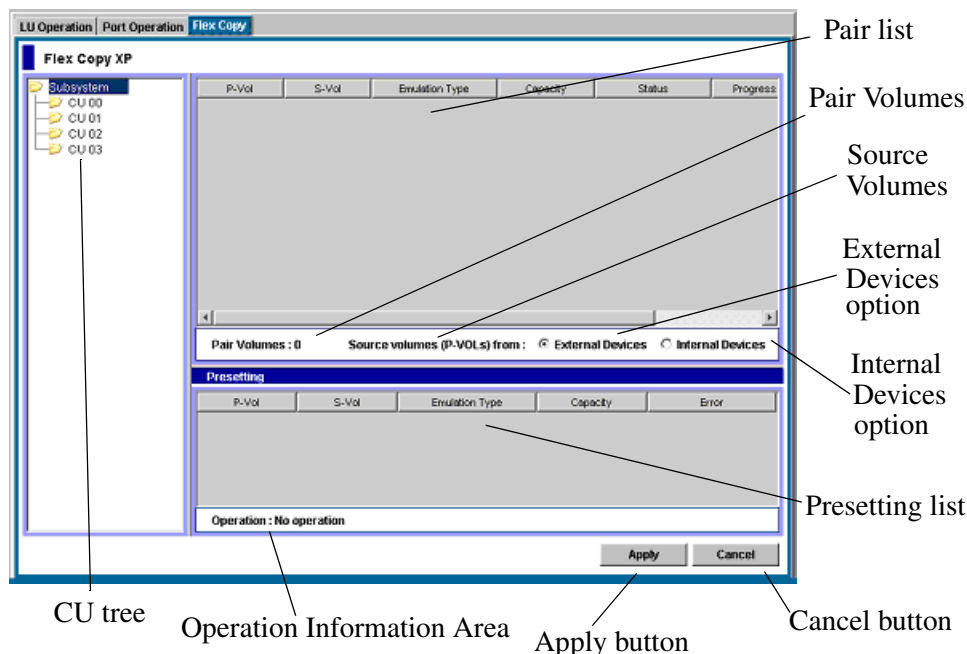 LU Operation Port Operation Flex Copy
Flex Copy XP
Subsystem
CU 00
CU 01
CU 02
CU 03
P-Vol S-Vol Emulation Type Capacity Status Progress
Pair Volumes : 0 Source volumes (P-VOLs) from : External Devices Internal Devices
Presetting
P-Vol S-Vol Emulation Type Capacity Error
Operation : No operation
Apply Cancel
Pair list
Pair Volumes
Source
Volumes
External
Devices
option
Internal
Devices
option
Presetting list
CU tree
Operation Information Area
Apply button
Cancel button